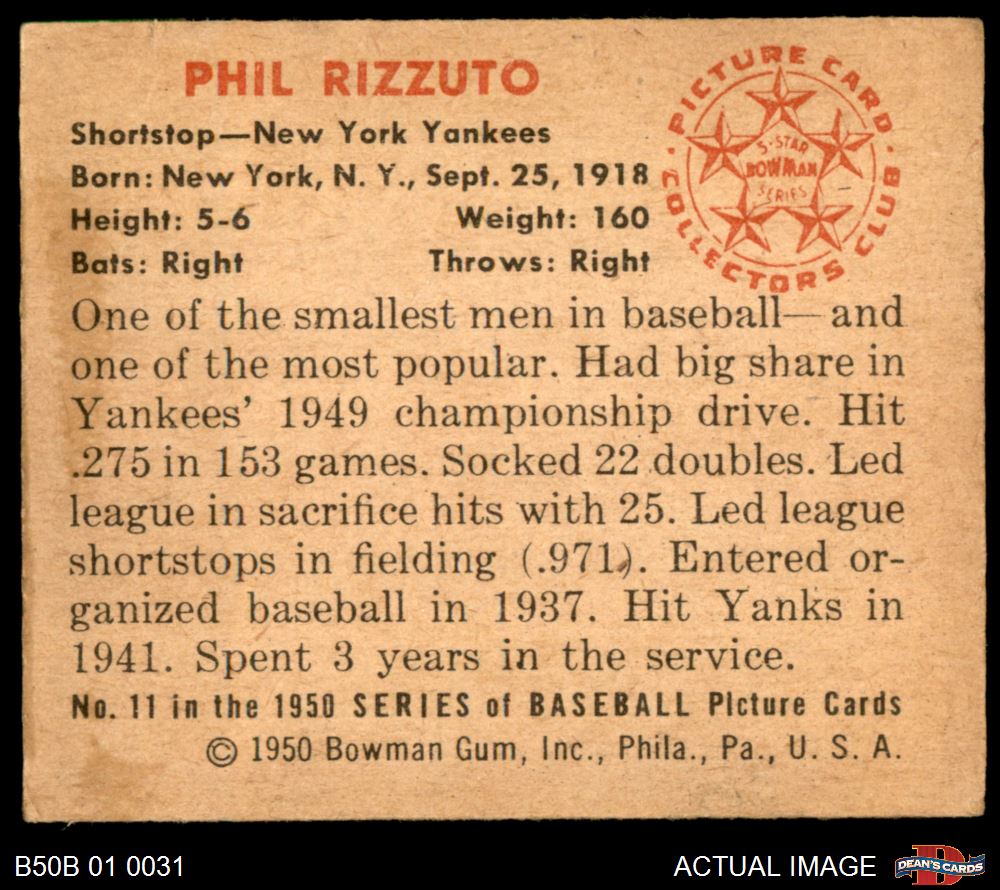 PHIL RIZZUTO
Shortstop—New York Yankees
Born: New York, N. Y., Sept. 25, 1918
Height: 5-6 Weight: 160
Bats: Right Throws: Right
PICTURE CARD
5-STAR
BOWMAN
SERIES
COLLECTORS CLUB
One of the smallest men in baseball—and
one of the most popular. Had big share in
Yankees’ 1949 championship drive. Hit
.275 in 153 games. Socked 22 doubles. Led
league in sacrifice hits with 25. Led league
shortstops in fielding (.971). Entered or-
ganized baseball in 1937. Hit Yanks in
1941. Spent 3 years in the service.
No. 11 in the 1950 SERIES of BASEBALL Picture Cards
© 1950 Bowman Gum, Inc., Phila., Pa., U. S. A.
B50B 01 0031
ACTUAL IMAGE
DEAN'S CARDS